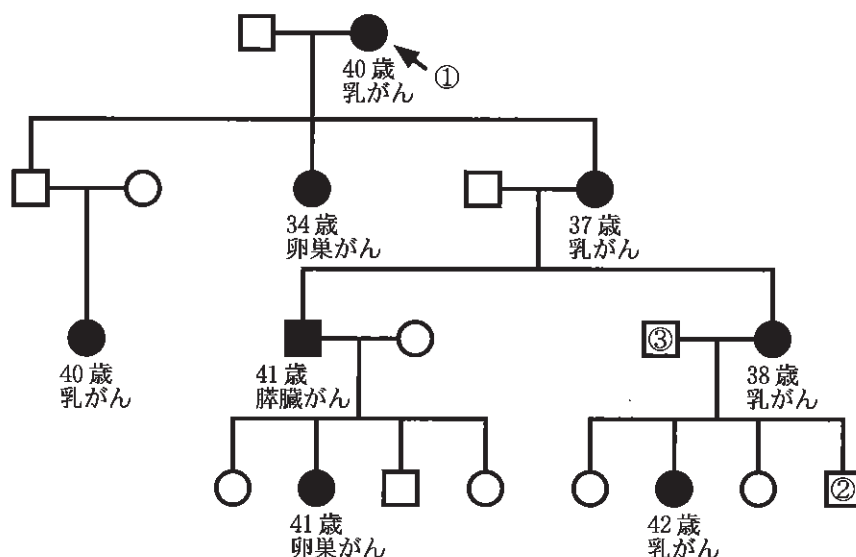 40歳
乳がん
①
34歳
卵巣がん
37歳
乳がん
40歳
乳がん
41歳
膵臓がん
③
38歳
乳がん
②
41歳
卵巣がん
42歳
乳がん